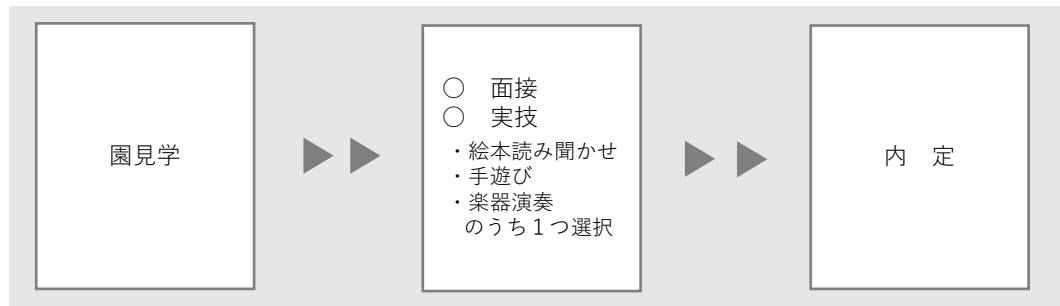 園見学
○　面接
○　実技
・絵本読み聞かせ
・手遊び
・楽器演奏
のうち１つ選択
内　定